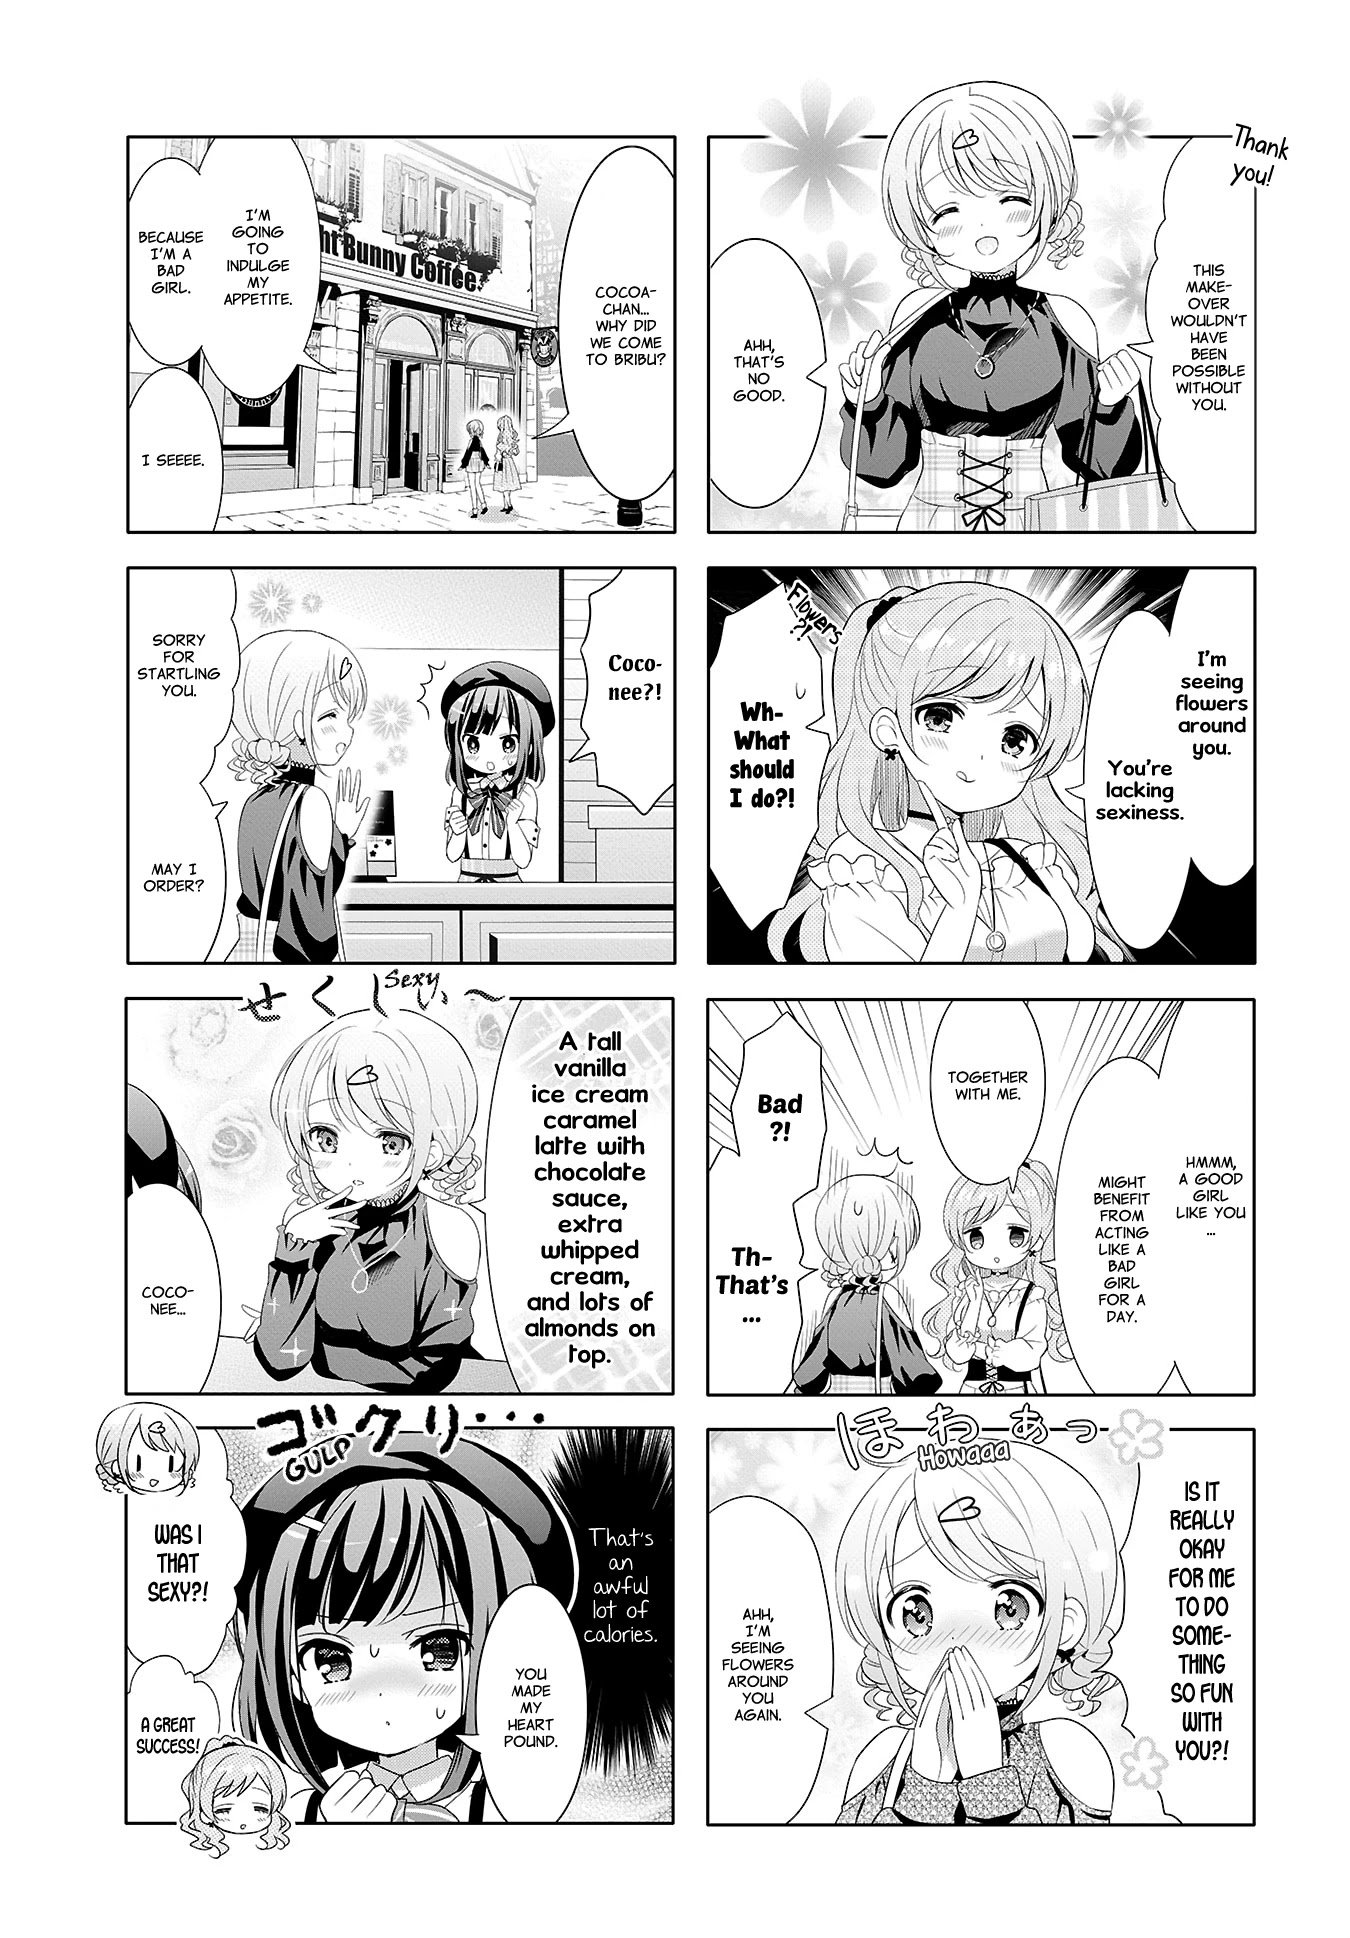 Thank
you!
THIS
MAKE-
OVER
WOULDN'T
HAVE
BEEN
POSSIBLE
WITHOUT
YOU.
AHH,
THAT'S
NO
GOOD.
I'm
seeing
flowers
around
you.
You're
lacking
sexiness.
Flowers
?!
Wh-
What
should
I do?!
HMMM,
A GOOD
GIRL
LIKE YOU
...
MIGHT
BENEFIT
FROM
ACTING
LIKE A
BAD
GIRL
FOR A
DAY.
TOGETHER
WITH ME.
Bad
?!
Th-
That's
...
ほわぁっ
Howaaa
IS IT
REALLY
OKAY
FOR ME
TO DO
SOME-
THING
SO FUN
WITH
YOU?!
AHH,
I'M
SEEING
FLOWERS
AROUND
YOU
AGAIN.
COCOA-
CHAN...
WHY DID
WE COME
TO BRIBU?
ht Bunny Coffee
unny
I'M
GOING
TO
INDULGE
MY
APPETITE.
BECAUSE
I'M A
BAD
GIRL.
I SEEEE.
Coco-
nee?!
SORRY
FOR
STARTLING
YOU.
MAY I
ORDER?
せくしぃ~
Sexy
A tall
vanilla
ice cream
caramel
latte with
chocolate
sauce,
extra
whipped
cream,
and lots of
almonds on
top.
COCO-
NEE...
ゴクリ...
GULP
That's
an
awful
lot of
calories.
YOU
MADE
MY
HEART
POUND.
WAS I
THAT
SEXY?!
A GREAT
SUCCESS!